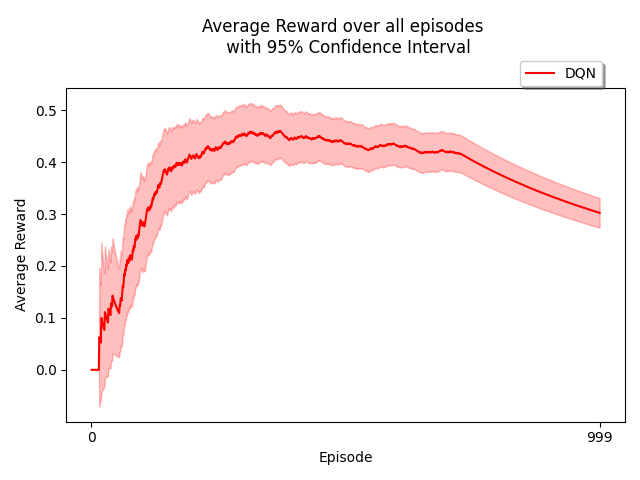 Average Reward over all episodes
with 95% Confidence Interval
DQN
0.5
0.4
0.3
0.2
0.1
0.0
Average Reward
0
999
Episode